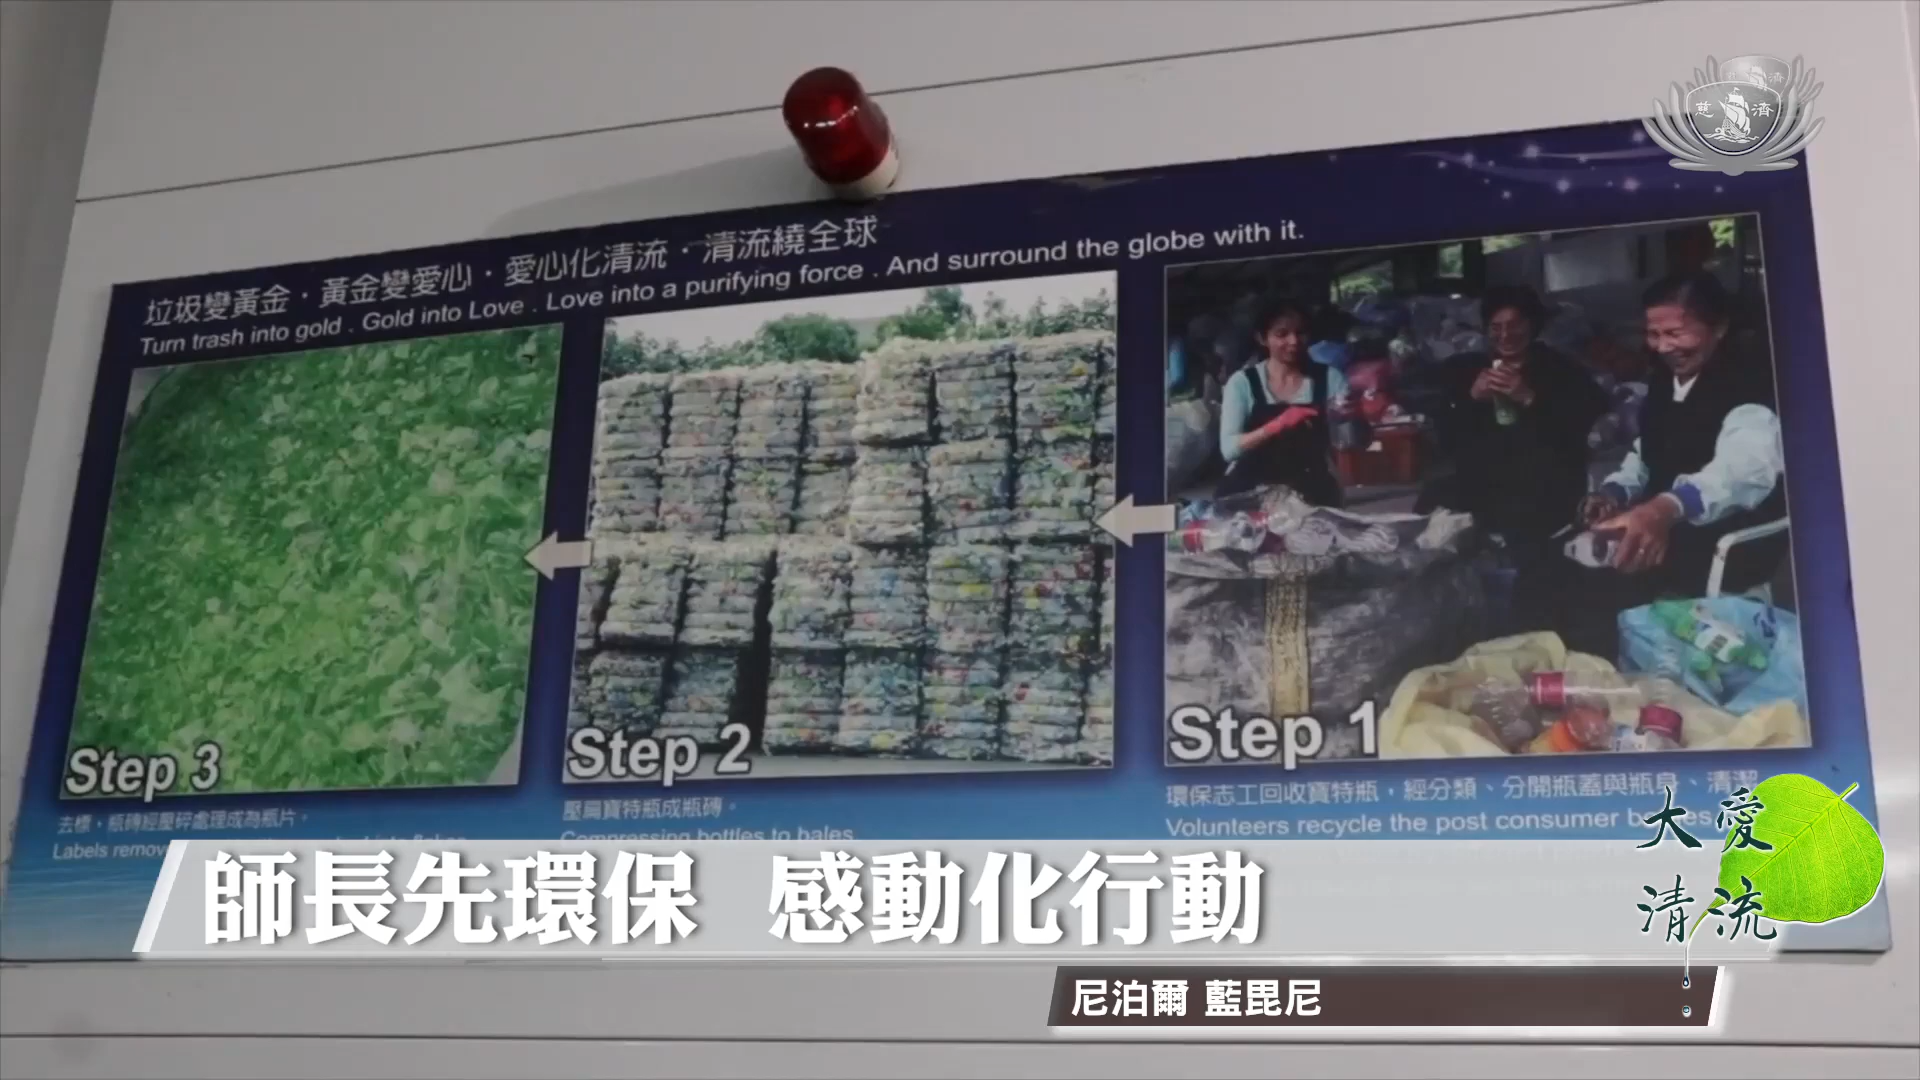 慈濟
垃圾變黃金·黃金變愛心·愛心化清流·清流繞全球
Turn trash into gold . Gold into Love . Love into a purifying force . And surround the globe with it.
Step 3
Step 2
Step 1
去標，瓶磚經壓碎處理成為瓶片。
Labels
壓扁寶特瓶成瓶磚。
Compressing bottles to bales.
環保志工回收寶特瓶，經分類、分開瓶蓋與瓶身、清潔
Volunteers recycle the post consumer
大愛
清流
師長先環保 感動化行動
尼泊爾 藍毘尼